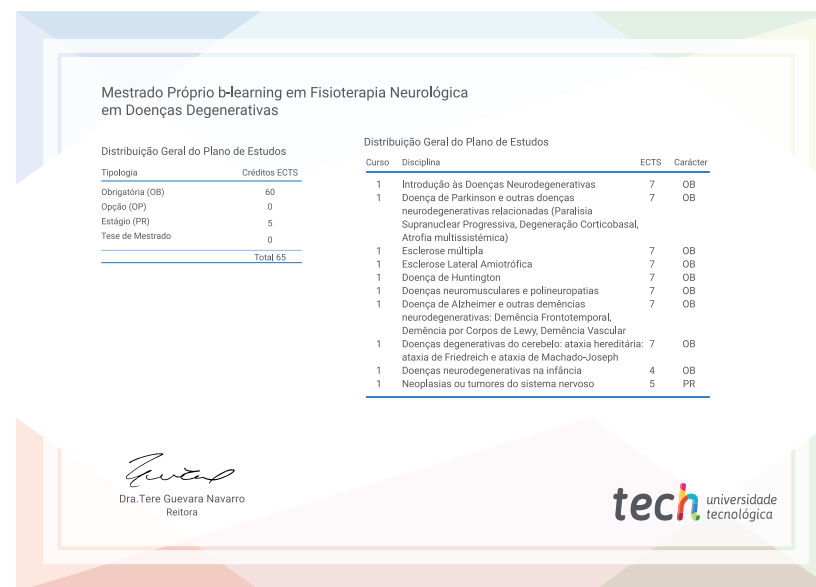 Mestrado Próprio b-learning em Fisioterapia Neurológica
em Doenças Degenerativas
Distribuição Geral do Plano de Estudos
Tipologia Créditos ECTS
Obrigatória (OB) 60
Opção (OP) 0
Estágio (PR) 5
Tese de Mestrado 0
Total 65
Distribuição Geral do Plano de Estudos
Curso Disciplina ECTS Carácter
1 Introdução às Doenças Neurodegenerativas 7 OB
1 Doença de Parkinson e outras doenças 7 OB
neurodegenerativas relacionadas (Paralisia
Supranuclear Progressiva, Degeneração Corticobasal,
Atrofia multissistémica)
1 Esclerose múltipla 7 OB
1 Esclerose Lateral Amiotrófica 7 OB
1 Doença de Huntington 7 OB
1 Doenças neuromusculares e polineuropatias 7 OB
1 Doença de Alzheimer e outras demências 7 OB
neurodegenerativas: Demência Frontotemporal,
Demência por Corpos de Lewy, Demência Vascular
1 Doenças degenerativas do cerebelo: ataxia hereditária: 7 OB
ataxia de Friedreich e ataxia de Machado-Joseph
1 Doenças neurodegenerativas na infância 4 OB
1 Neoplasias ou tumores do sistema nervoso 5 PR
Dra.Tere Guevara Navarro
Reitora
tech universidade
tecnológica